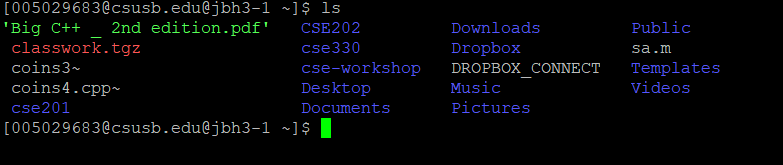 [005029683@csusb.edu@jbh3-1 ~]$ ls
'Big C++ _ 2nd edition.pdf' CSE202 Downloads Public
classwork.tgz cse330 Dropbox sa.m
coins3~ cse-workshop DROPBOX_CONNECT Templates
coins4.cpp~ Desktop Music Videos
cse201 Documents Pictures
[005029683@csusb.edu@jbh3-1 ~]$